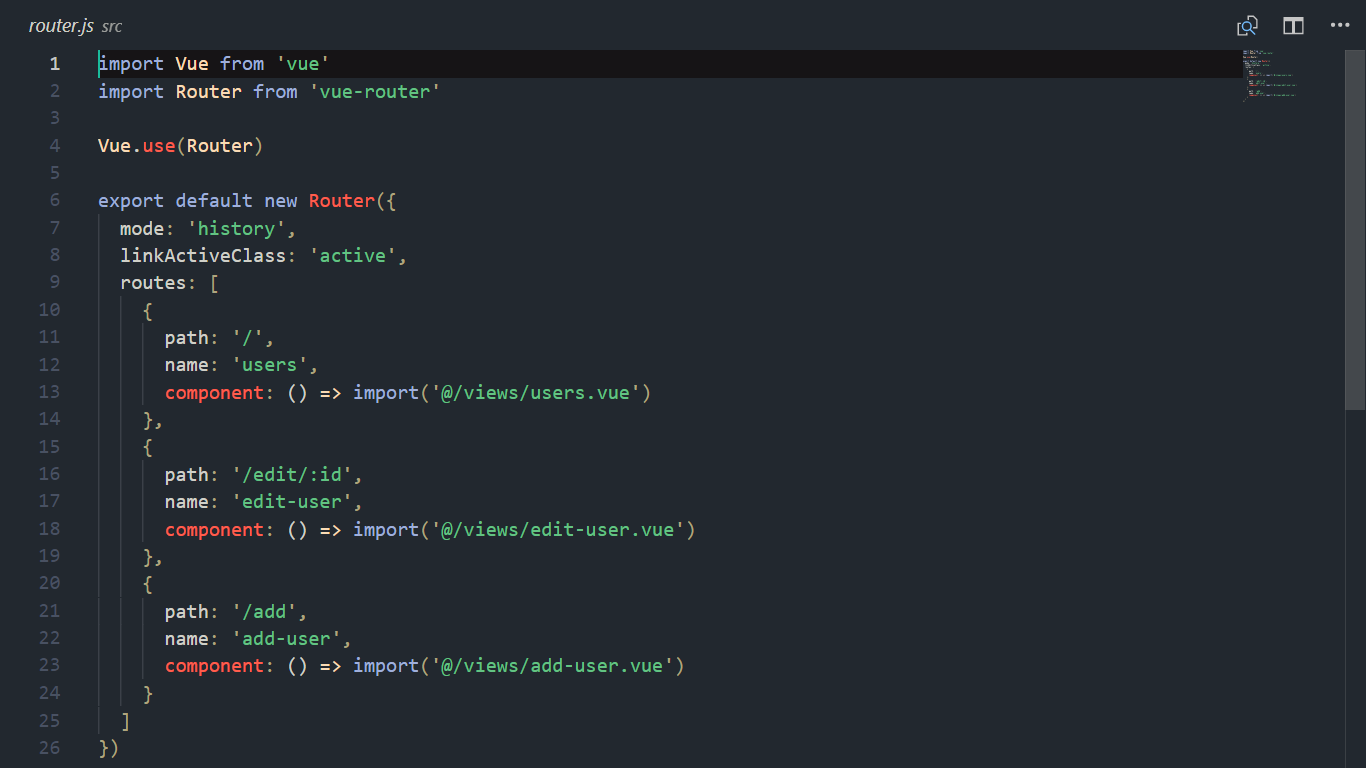 router.js src
1 import Vue from 'vue'
2 import Router from 'vue-router'
3
4 Vue.use(Router)
5
6 export default new Router({
7   mode: 'history',
8   linkActiveClass: 'active',
9   routes: [
10     {
11       path: '/',
12       name: 'users',
13       component: () => import('@/views/users.vue')
14     },
15     {
16       path: '/edit/:id',
17       name: 'edit-user',
18       component: () => import('@/views/edit-user.vue')
19     },
20     {
21       path: '/add',
22       name: 'add-user',
23       component: () => import('@/views/add-user.vue')
24     }
25   ]
26 })